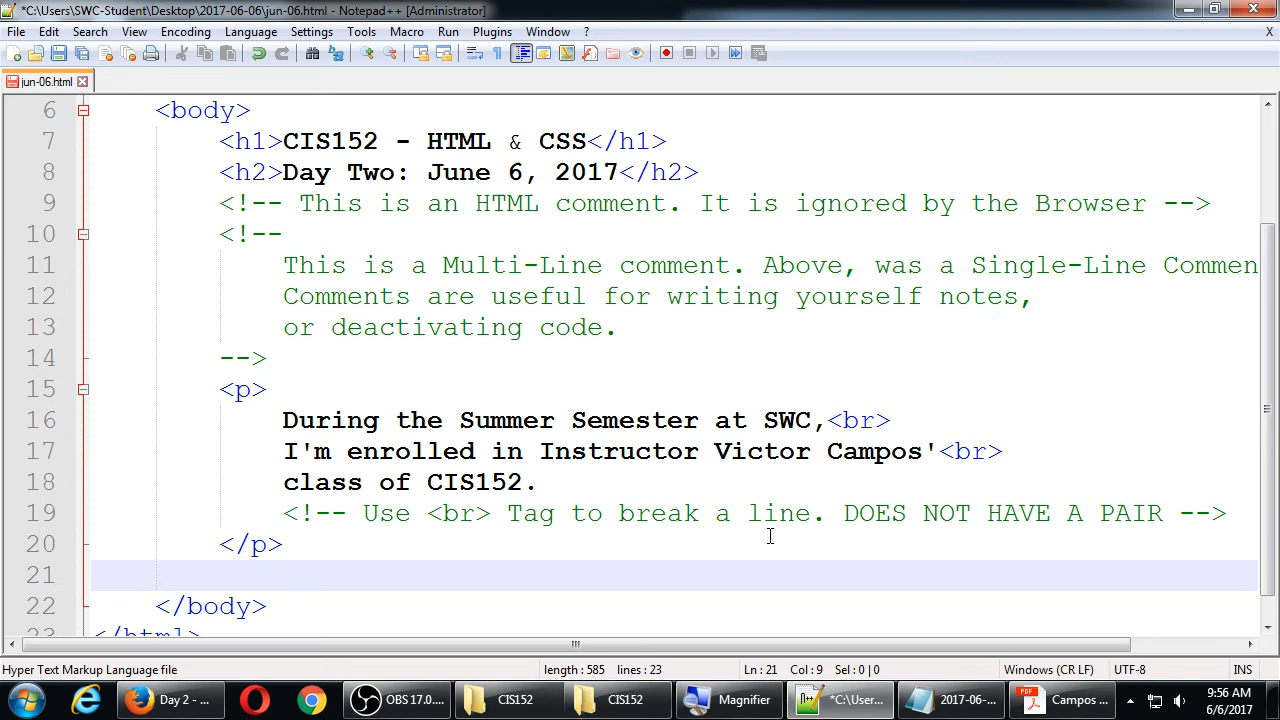 *C:\Users\SWC-Student\Desktop\2017-06-06\jun-06.html - Notepad++ [Administrator]
File Edit Search View Encoding Language Settings Tools Macro Run Plugins Window ? X
jun-06.html
6 <body>
7 <h1>CIS152 - HTML & CSS</h1>
8 <h2>Day Two: June 6, 2017</h2>
9 <!-- This is an HTML comment. It is ignored by the Browser -->
10 <!--
11 This is a Multi-Line comment. Above, was a Single-Line Commen
12 Comments are useful for writing yourself notes,
13 or deactivating code.
14 -->
15 <p>
16 During the Summer Semester at SWC,<br>
17 I'm enrolled in Instructor Victor Campos'<br>
18 class of CIS152.
19 <!-- Use <br> Tag to break a line. DOES NOT HAVE A PAIR -->
20 </p>
21
22 </body>
23 </html>
Hyper Text Markup Language file length : 585 lines : 23 Ln : 21 Col : 9 Sel : 0 | 0 Windows (CR LF) UTF-8 INS
Day 2 - ... OBS 17.0.... CIS152 CIS152 Magnifier *C:\User... 2017-06-... Campos ... 9:56 AM
6/6/2017